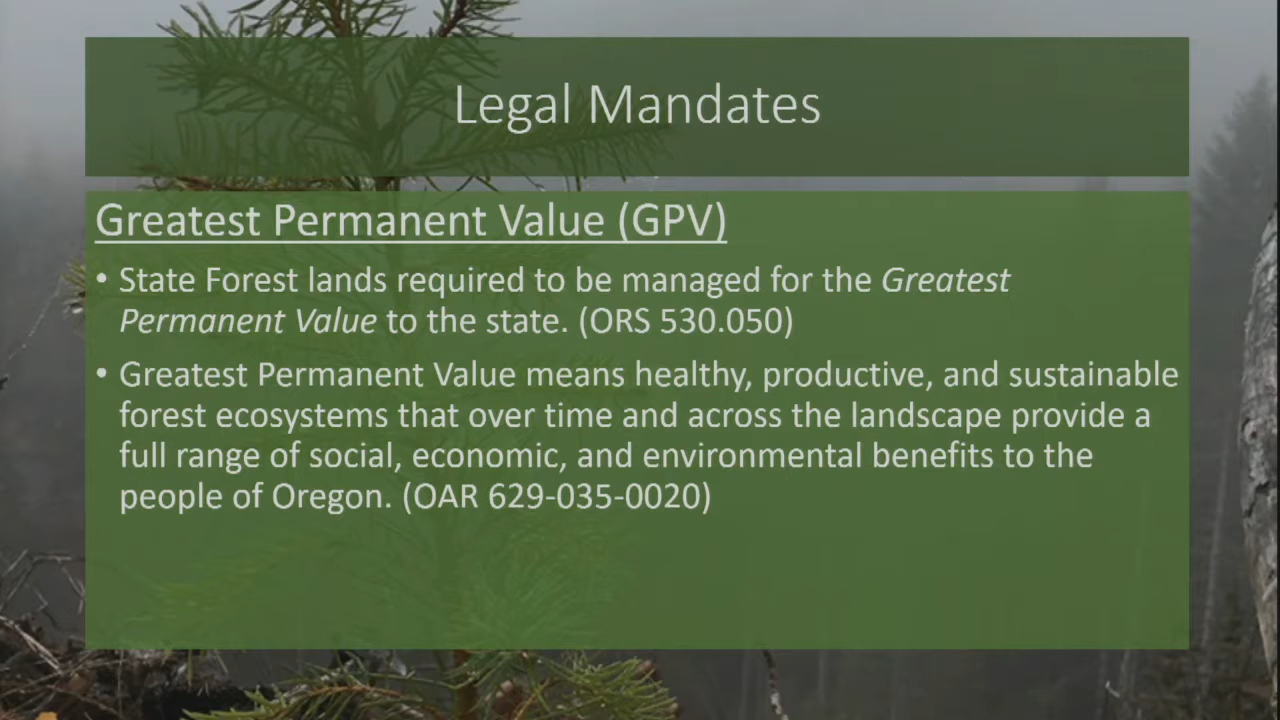 Legal Mandates
Greatest Permanent Value (GPV)
• State Forest lands required to be managed for the Greatest
Permanent Value to the state. (ORS 530.050)
• Greatest Permanent Value means healthy, productive, and sustainable
forest ecosystems that over time and across the landscape provide a
full range of social, economic, and environmental benefits to the
people of Oregon. (OAR 629-035-0020)